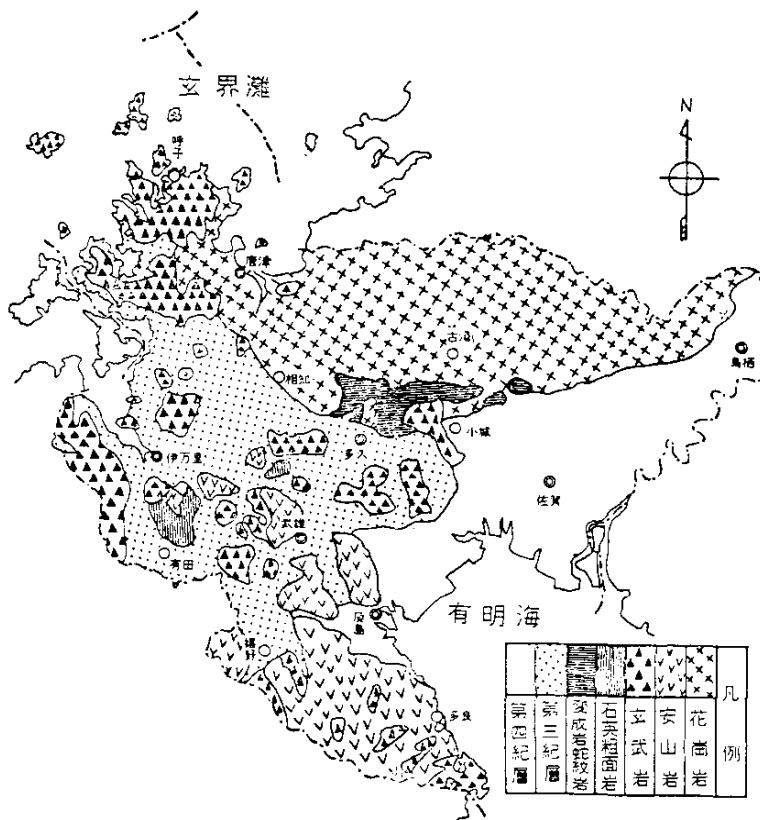 玄界灘
N
呼子
唐津
古湯
鳥栖
相知
小城
多久
伊万里
佐賀
武雄
有田
有明海
鹿島
嬉野
多良
凡例
花崗岩
安山岩
玄武岩
石英粗面岩
変成岩蛇紋岩
第三紀層
第四紀層